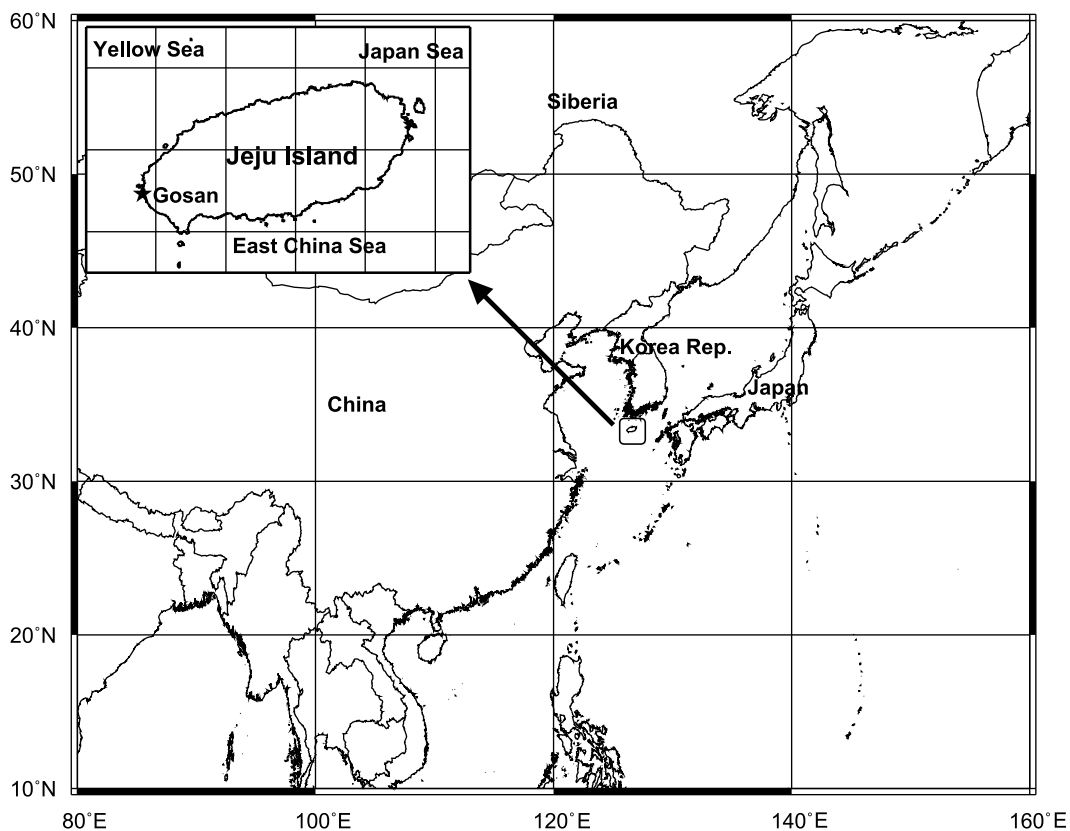 60°N
Yellow Sea
Japan Sea
Siberia
Jeju Island
50°N
Gosan
East China Sea
40°N
Korea Rep.
Japan
China
30°N
20°N
10°N
80°E
100°E
120°E
140°E
160°E